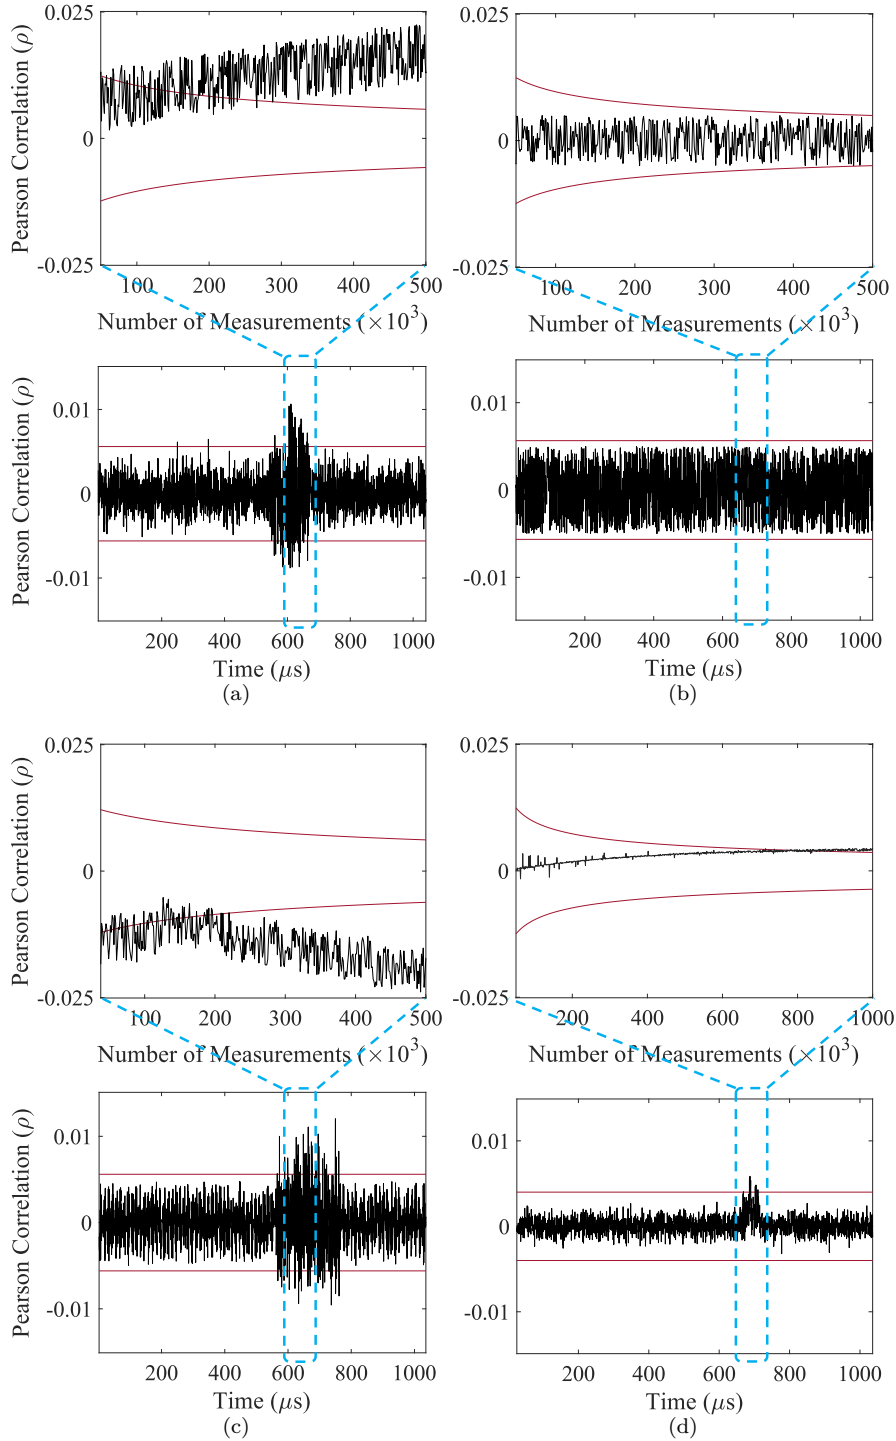 0.025
0
-0.025
Pearson Correlation (ρ)
100 200 300 400 500
Number of Measurements (×10³)
0.025
0
-0.025
100 200 300 400 500
Number of Measurements (×10³)
0.01
0
-0.01
Pearson Correlation (ρ)
200 400 600 800 1000
Time (μs)
(a)
0.01
0
-0.01
200 400 600 800 1000
Time (μs)
(b)
0.025
0
-0.025
Pearson Correlation (ρ)
100 200 300 400 500
Number of Measurements (×10³)
0.025
0
-0.025
200 400 600 800 1000
Number of Measurements (×10³)
0.01
0
-0.01
Pearson Correlation (ρ)
200 400 600 800 1000
Time (μs)
(c)
0.01
0
-0.01
200 400 600 800 1000
Time (μs)
(d)